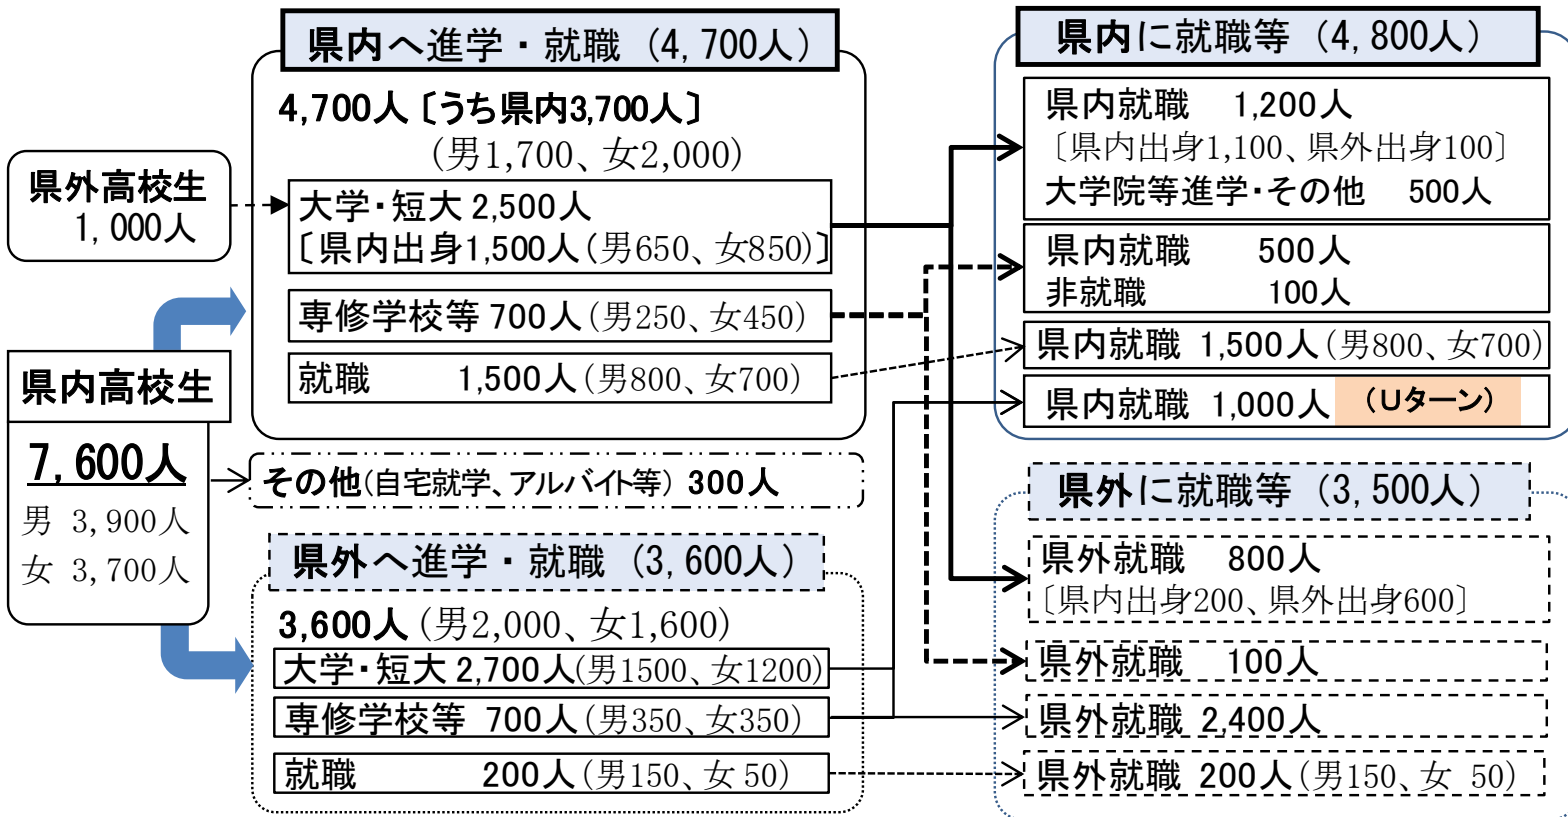 県外高校生
1,000人
県内高校生
7,600人
男 3,900人
女 3,700人
県内へ進学・就職（4,700人）
4,700人〔うち県内3,700人〕
（男1,700、女2,000）
大学・短大 2,500人
〔県内出身1,500人（男650、女850）〕
専修学校等 700人（男250、女450）
就職 1,500人（男800、女700）
その他(自宅就学、アルバイト等) 300人
県外へ進学・就職（3,600人）
3,600人（男2,000、女1,600）
大学・短大 2,700人(男1500、女1200)
専修学校等 700人（男350、女350）
就職 200人（男150、女 50）
県内に就職等（4,800人）
県内就職 1,200人
〔県内出身1,100、県外出身100〕
大学院等進学・その他 500人
県内就職 500人
非就職 100人
県内就職 1,500人（男800、女700）
県内就職 1,000人 （Uターン）
県外に就職等（3,500人）
県外就職 800人
〔県内出身200、県外出身600〕
県外就職 100人
県外就職 2,400人
県外就職 200人（男150、女 50）